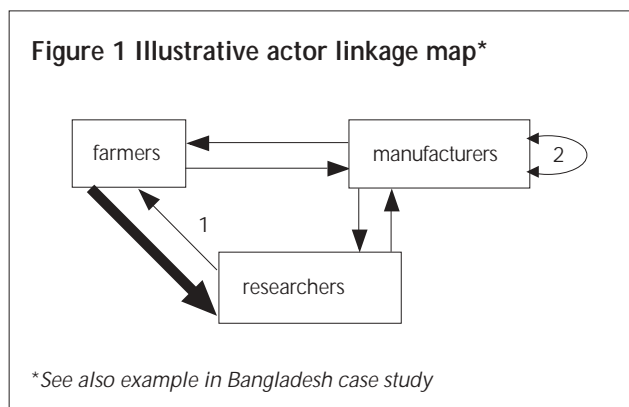 Figure 1 Illustrative actor linkage map*
farmers
manufacturers
2
1
researchers
*See also example in Bangladesh case study